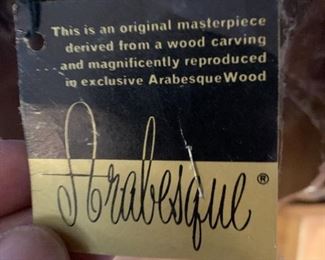 This is an original masterpiece
derived from a wood carving
and magnificently reproduced
in exclusive ArabesqueWood
Arabesque ®